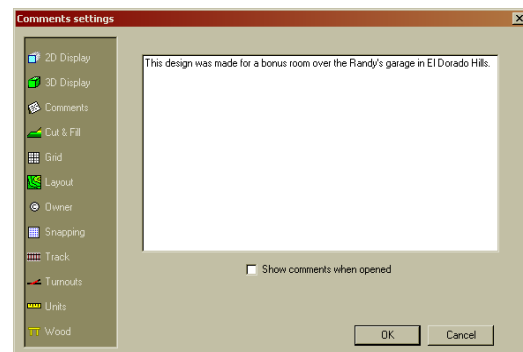 Comments settings
2D Display
3D Display
Comments
Cut & Fill
Grid
Layout
Owner
Snapping
Track
Turnouts
Units
Wood
This design was made for a bonus room over the Randy's garage in El Dorado Hills.
Show comments when opened
OK
Cancel